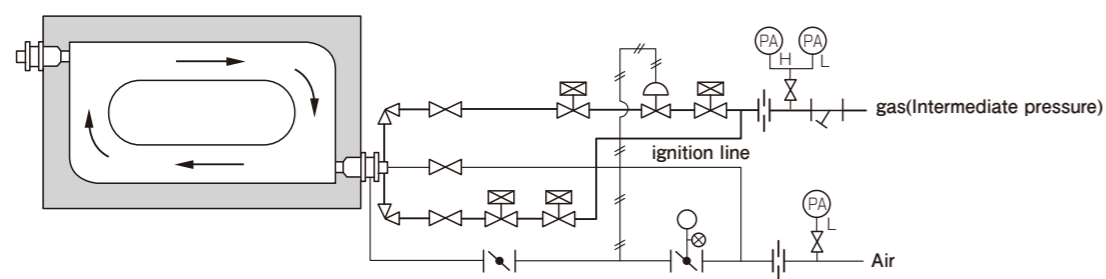 PA
PA
H
L
gas(Intermediate pressure)
ignition line
PA
L
Air